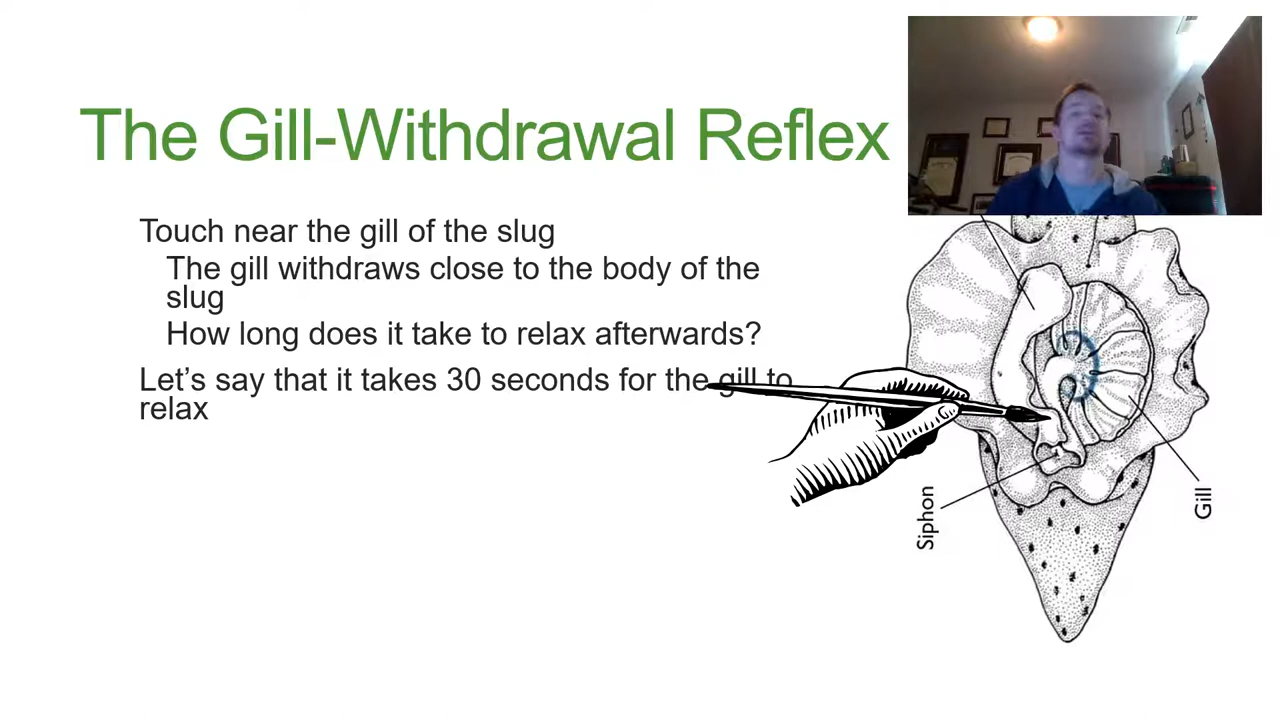 The Gill-Withdrawal Reflex
Touch near the gill of the slug
The gill withdraws close to the body of the
slug
How long does it take to relax afterwards?
Let’s say that it takes 30 seconds for the gill to
relax
Siphon
Gill